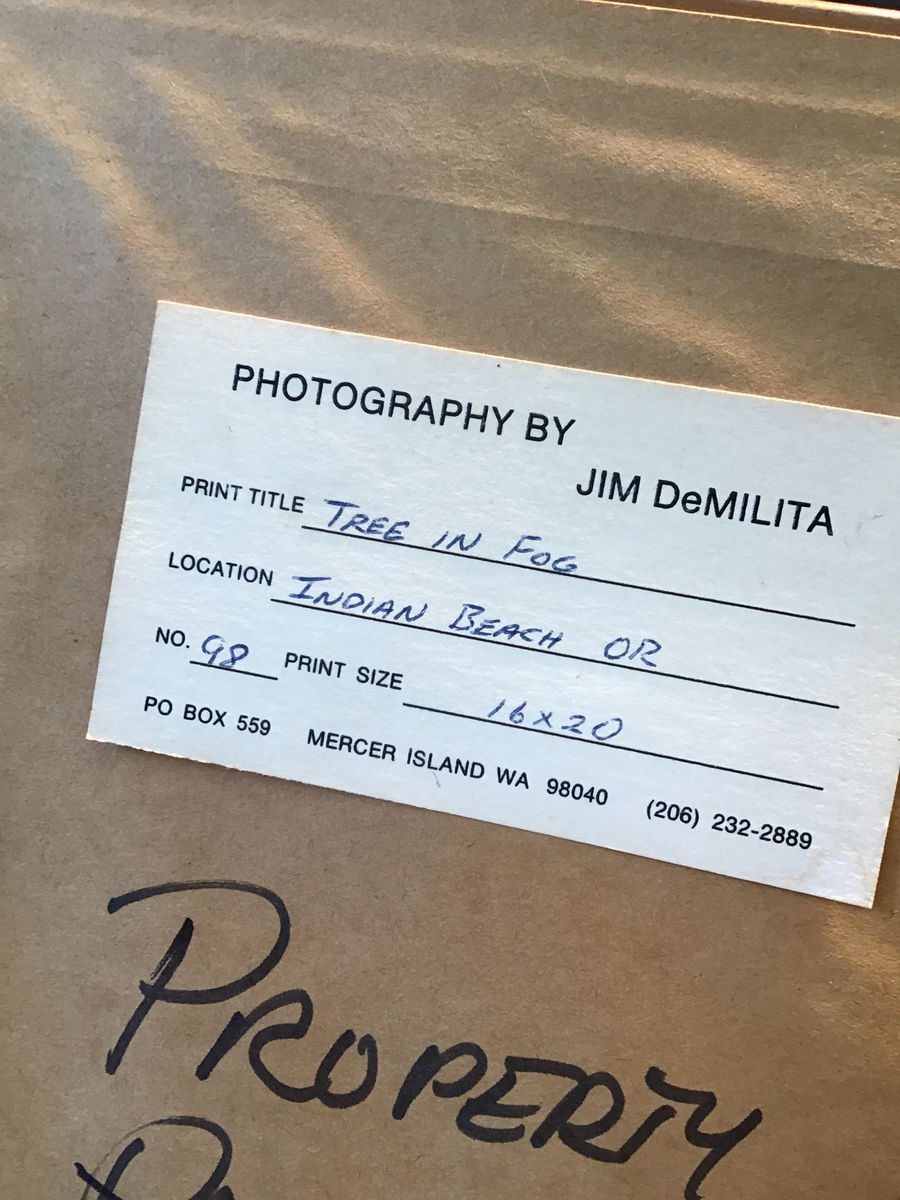 PHOTOGRAPHY BY
JIM DeMILITA
PRINT TITLE TREE IN FOG
LOCATION INDIAN BEACH OR
NO. 98 PRINT SIZE 16x20
PO BOX 559 MERCER ISLAND WA 98040 (206) 232-2889
PROPERTY